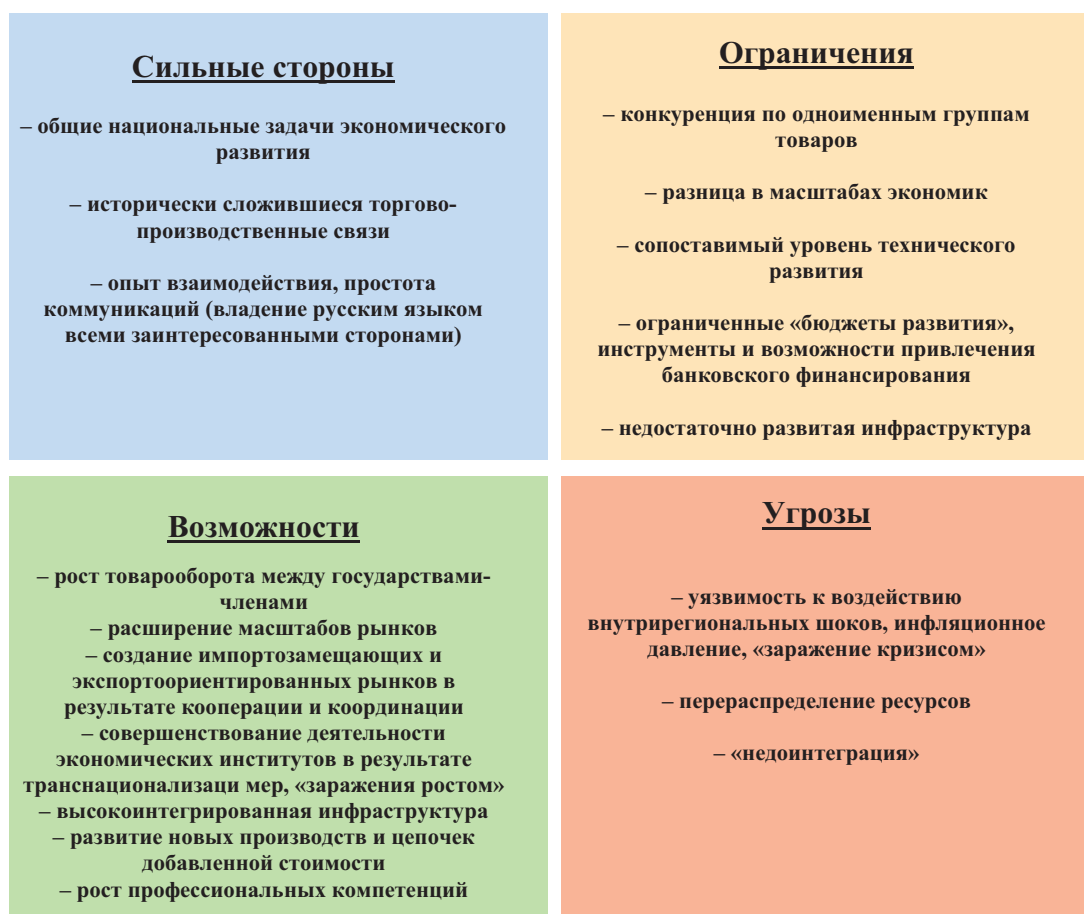 Сильные стороны
– общие национальные задачи экономического
развития
– исторически сложившиеся торгово-
производственные связи
– опыт взаимодействия, простота
коммуникаций (владение русским языком
всеми заинтересованными сторонами)
Ограничения
– конкуренция по одноименным группам
товаров
– разница в масштабах экономик
– сопоставимый уровень технического
развития
– ограниченные «бюджеты развития»,
инструменты и возможности привлечения
банковского финансирования
– недостаточно развитая инфраструктура
Возможности
– рост товарооборота между государствами-
членами
– расширение масштабов рынков
– создание импортозамещающих и
экспортоориентированных рынков в
результате кооперации и координации
– совершенствование деятельности
экономических институтов в результате
транснационализаци мер, «заражения ростом»
– высокоинтегрированная инфраструктура
– развитие новых производств и цепочек
добавленной стоимости
– рост профессиональных компетенций
Угрозы
– уязвимость к воздействию
внутрирегиональных шоков, инфляционное
давление, «заражение кризисом»
– перераспределение ресурсов
– «недоинтеграция»